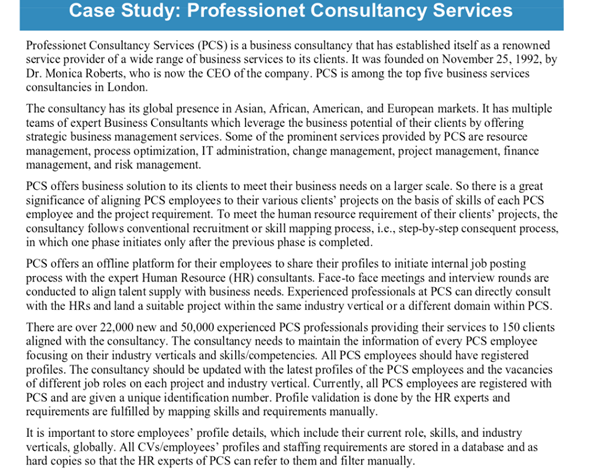 Case Study: Professionet Consultancy Services
Professionet Consultancy Services (PCS) is a business consultancy that has established itself as a renowned
service provider of a wide range of business services to its clients. It was founded on November 25, 1992, by
Dr. Monica Roberts, who is now the CEO of the company. PCS is among the top five business services
consultancies in London.
The consultancy has its global presence in Asian, African, American, and European markets. It has multiple
teams of expert Business Consultants which leverage the business potential of their clients by offering
strategic business management services. Some of the prominent services provided by PCS are resource
management, process optimization, IT administration, change management, project management, finance
management, and risk management.
PCS offers business solution to its clients to meet their business needs on a larger scale. So there is a great
significance of aligning PCS employees to their various clients' projects on the basis of skills of each PCS
employee and the project requirement. To meet the human resource requirement of their clients' projects, the
consultancy follows conventional recruitment or skill mapping process, i.e., step-by-step consequent process,
in which one phase initiates only after the previous phase is completed.
PCS offers an offline platform for their employees to share their profiles to initiate internal job posting
process with the expert Human Resource (HR) consultants. Face-to face meetings and interview rounds are
conducted to align talent supply with business needs. Experienced professionals at PCS can directly consult
with the HRs and land a suitable project within the same industry vertical or a different domain within PCS.
There are over 22,000 new and 50,000 experienced PCS professionals providing their services to 150 clients
aligned with the consultancy. The consultancy needs to maintain the information of every PCS employee
focusing on their industry verticals and skills/competencies. All PCS employees should have registered
profiles. The consultancy should be updated with the latest profiles of the PCS employees and the vacancies
of different job roles on each project and industry vertical. Currently, all PCS employees are registered with
PCS and are given a unique identification number. Profile validation is done by the HR experts and
requirements are fulfilled by mapping skills and requirements manually.
It is important to store employees' profile details, which include their current role, skills, and industry
verticals, globally. All CVs/employees' profiles and staffing requirements are stored in a database and as
hard copies so that the HR experts of PCS can refer to them and filter manually.